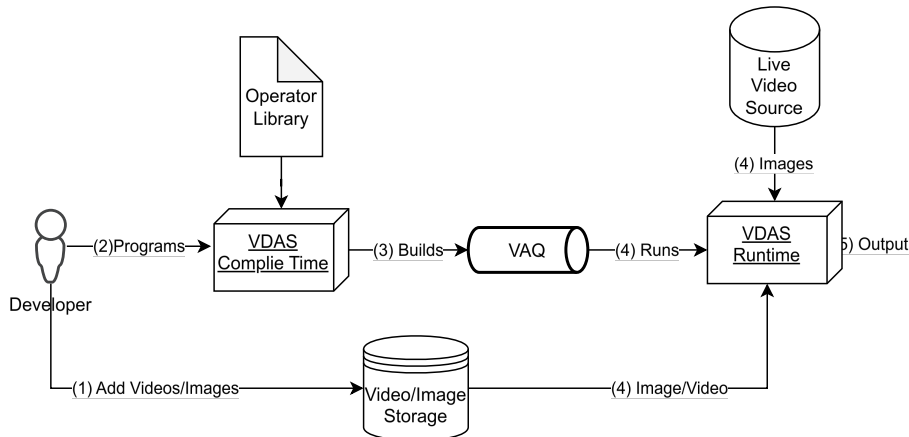 Live
Video
Source
Operator
Library
(4) Images
VDAS
Complie Time
(2)Programs
(3) Builds
VAQ
(4) Runs
VDAS
Runtime
5) Output
Developer
(1) Add Videos/Images
Video/Image
Storage
(4) Image/Video